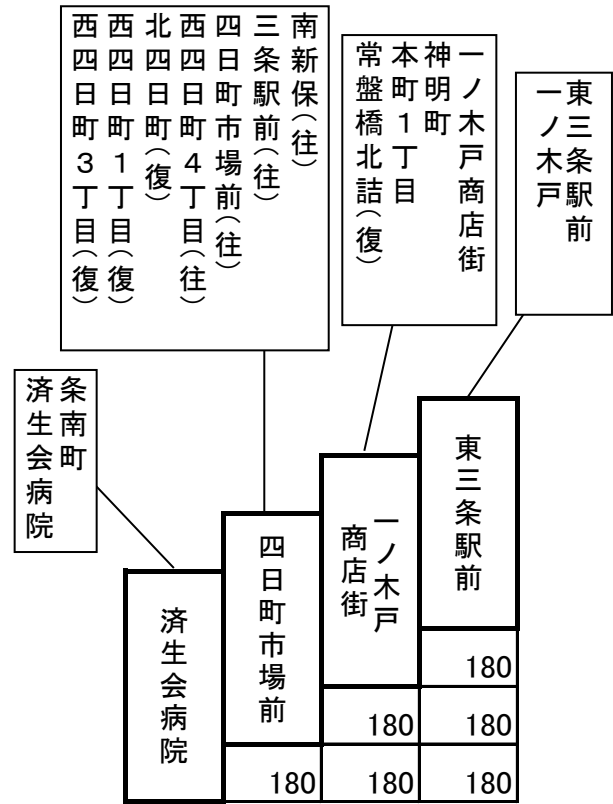 東三条駅前
一ノ木戸
一ノ木戸商店街
神明町
本町１丁目
常盤橋北詰(復)
南新保(往)
三条駅前(往)
四日町市場前(往)
西四日町４丁目(往)
北四日町(復)
西四日町１丁目(復)
西四日町３丁目(復)
条南町
済生会病院
東三条駅前
一ノ木戸
商店街
四日町市場前
済生会病院
180
180 180
180 180 180